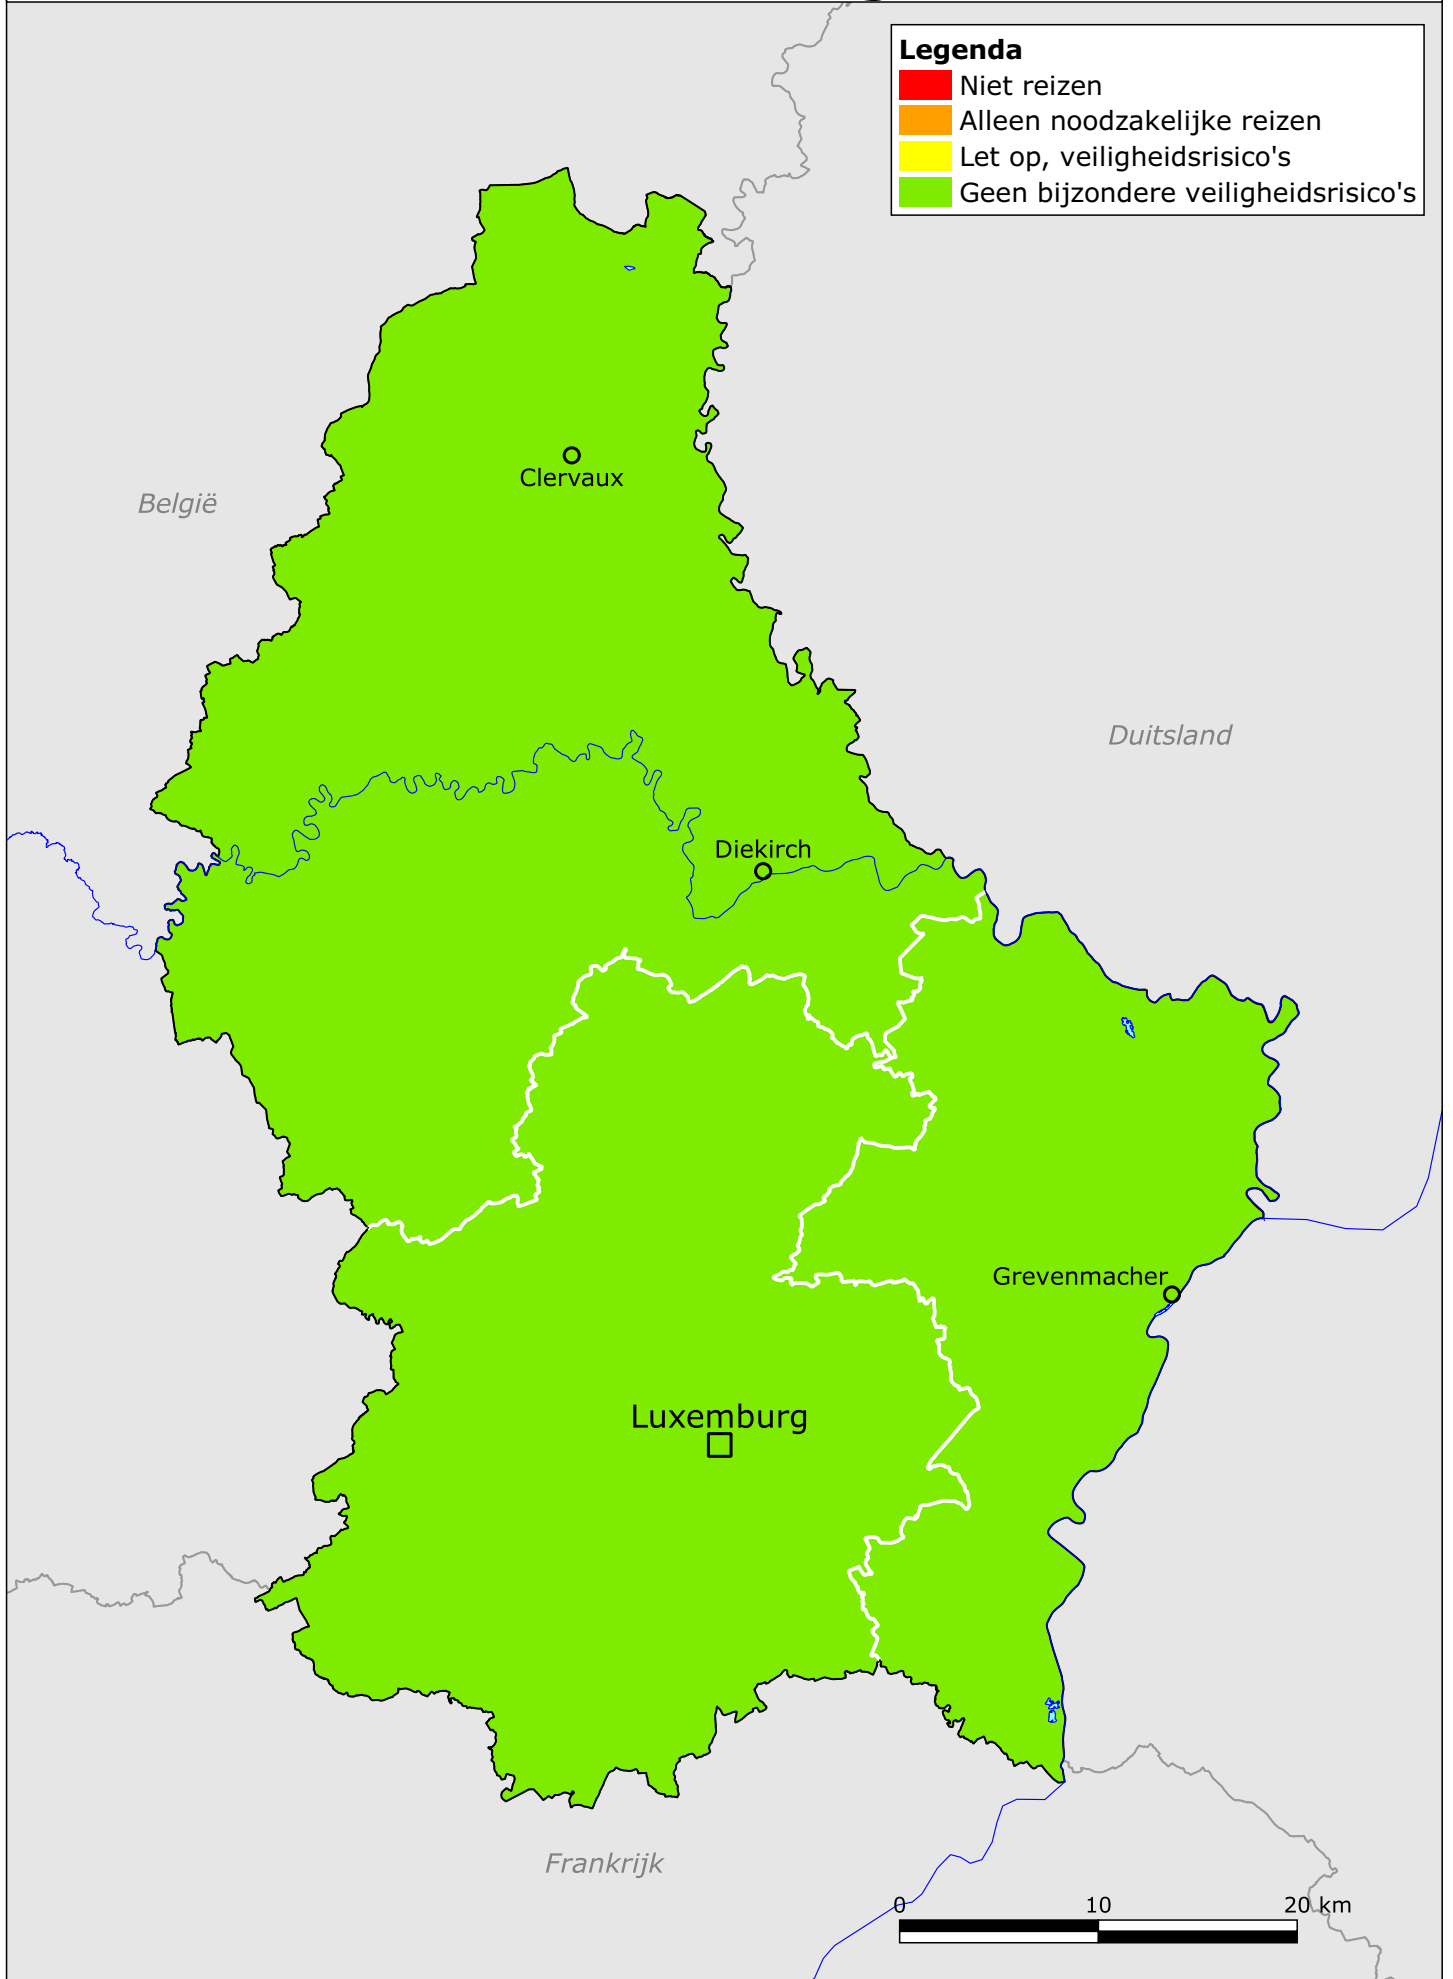 Legenda
Niet reizen
Alleen noodzakelijke reizen
Let op, veiligheidsrisico's
Geen bijzondere veiligheidsrisico's
Clervaux
België
Duitsland
Diekirch
Grevenmacher
Luxemburg
Frankrijk
0 10 20 km